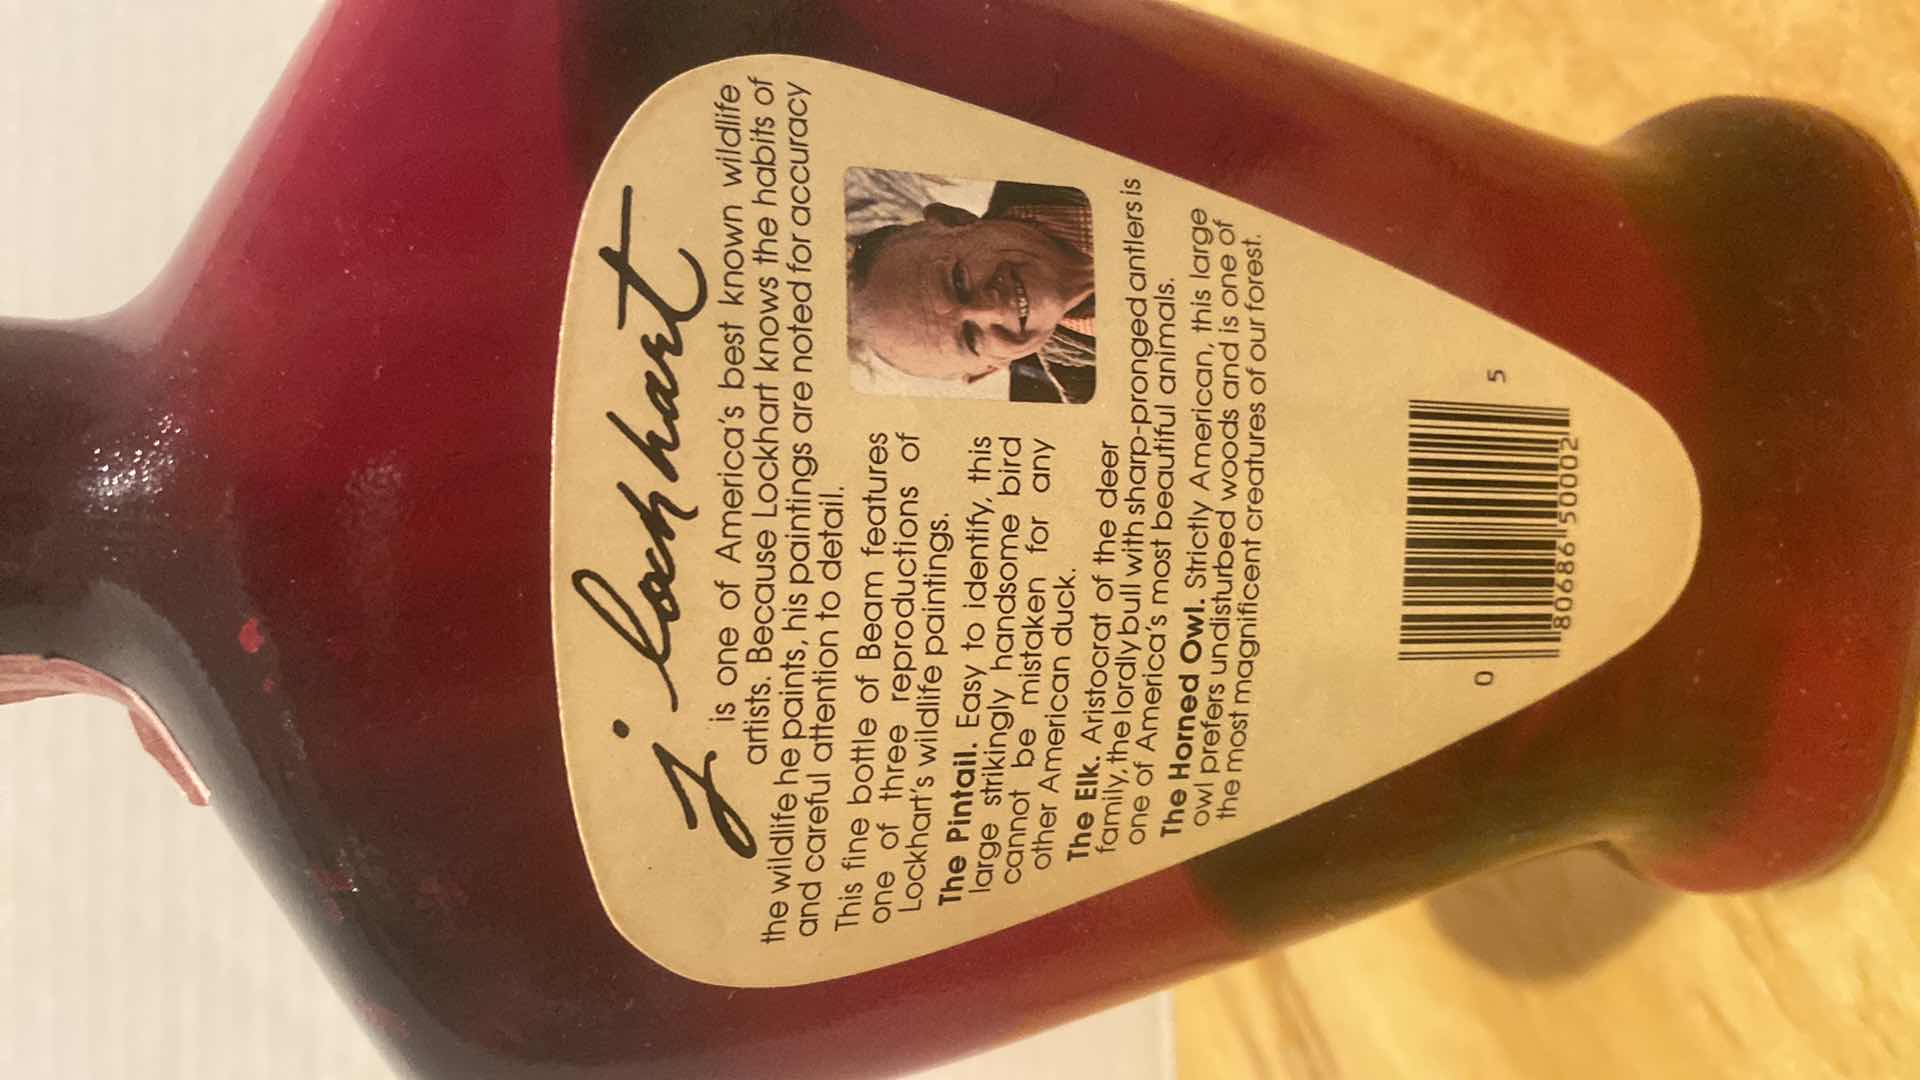 j lockhart
is one of America's best known wildlife
artists. Because Lockhart knows the habits of
the wildlife he paints, his paintings are noted for accuracy
and careful attention to detail.
This fine bottle of Beam features
one of three reproductions of
Lockhart's wildlife paintings.
The Pintail. Easy to identify, this
large strikingly handsome bird
cannot be mistaken for any
other American duck.
The Elk. Aristocrat of the deer
family, the lordly bull with sharp-pronged antlers is
one of America's most beautiful animals.
The Horned Owl. Strictly American, this large
owl prefers undisturbed woods and is one of
the most magnificent creatures of our forest.
0 80686 50002 5